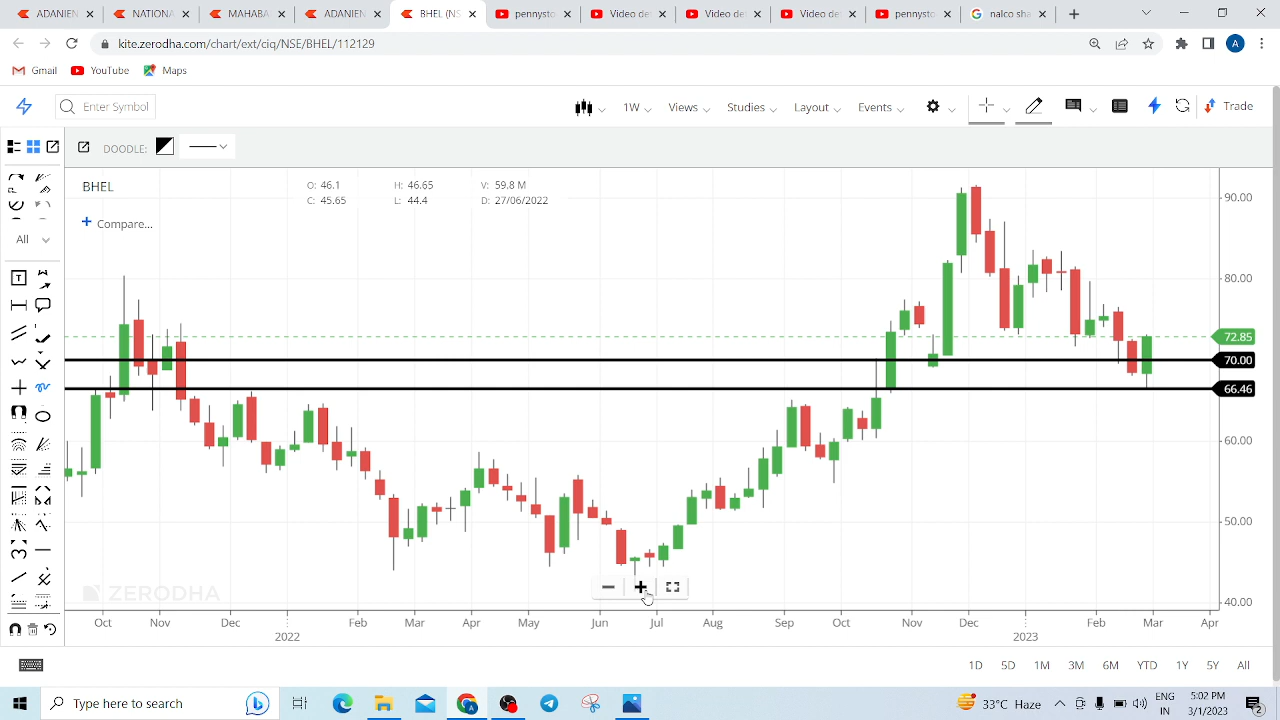 ADANIEN
NATIONA
MAHABA
ADANIEN
BHEL (NS
pennysto
Video de
Video de
Video de
pennysto
nalco sha
kite.zerodha.com/chart/ext/ciq/NSE/BHEL/112129
A
Gmail YouTube Maps
Enter Symbol
1W Views Studies Layout Events Trade
DOODLE:
BHEL
O: 46.1 H: 46.65 V: 59.8 M
C: 45.65 L: 44.4 D: 27/06/2022
Compare...
All
T
90.00
80.00
72.85
70.00
66.46
60.00
50.00
40.00
ZERODHA
Oct Nov Dec Feb Mar Apr May Jun Jul Aug Sep Oct Nov Dec Feb Mar Apr
2022 2023
1D 5D 1M 3M 6M YTD 1Y 5Y All
Type here to search
33°C Haze
ENG
IN
5:02 PM
3/1/2023
2